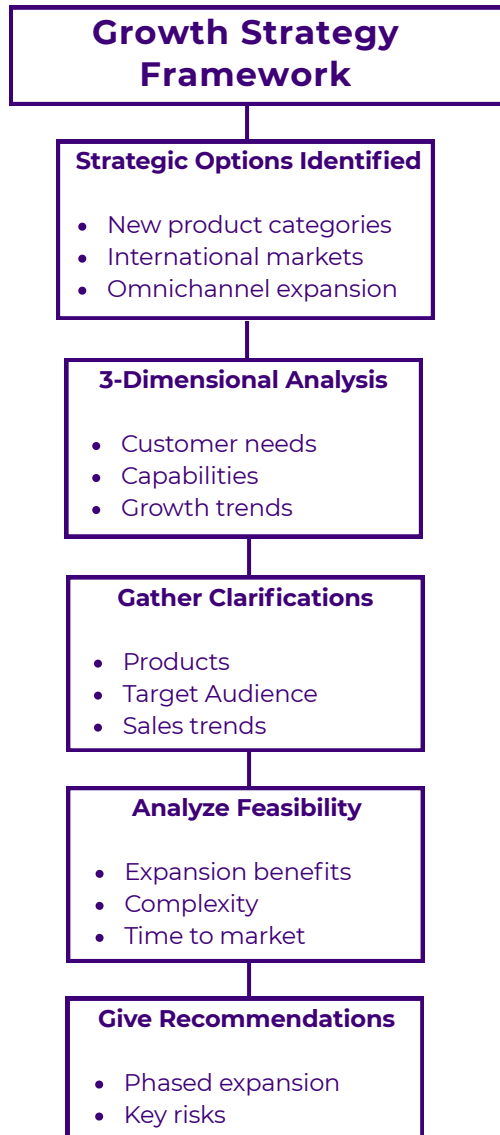 Growth Strategy
Framework
Strategic Options Identified
• New product categories
• International markets
• Omnichannel expansion
3-Dimensional Analysis
• Customer needs
• Capabilities
• Growth trends
Gather Clarifications
• Products
• Target Audience
• Sales trends
Analyze Feasibility
• Expansion benefits
• Complexity
• Time to market
Give Recommendations
• Phased expansion
• Key risks